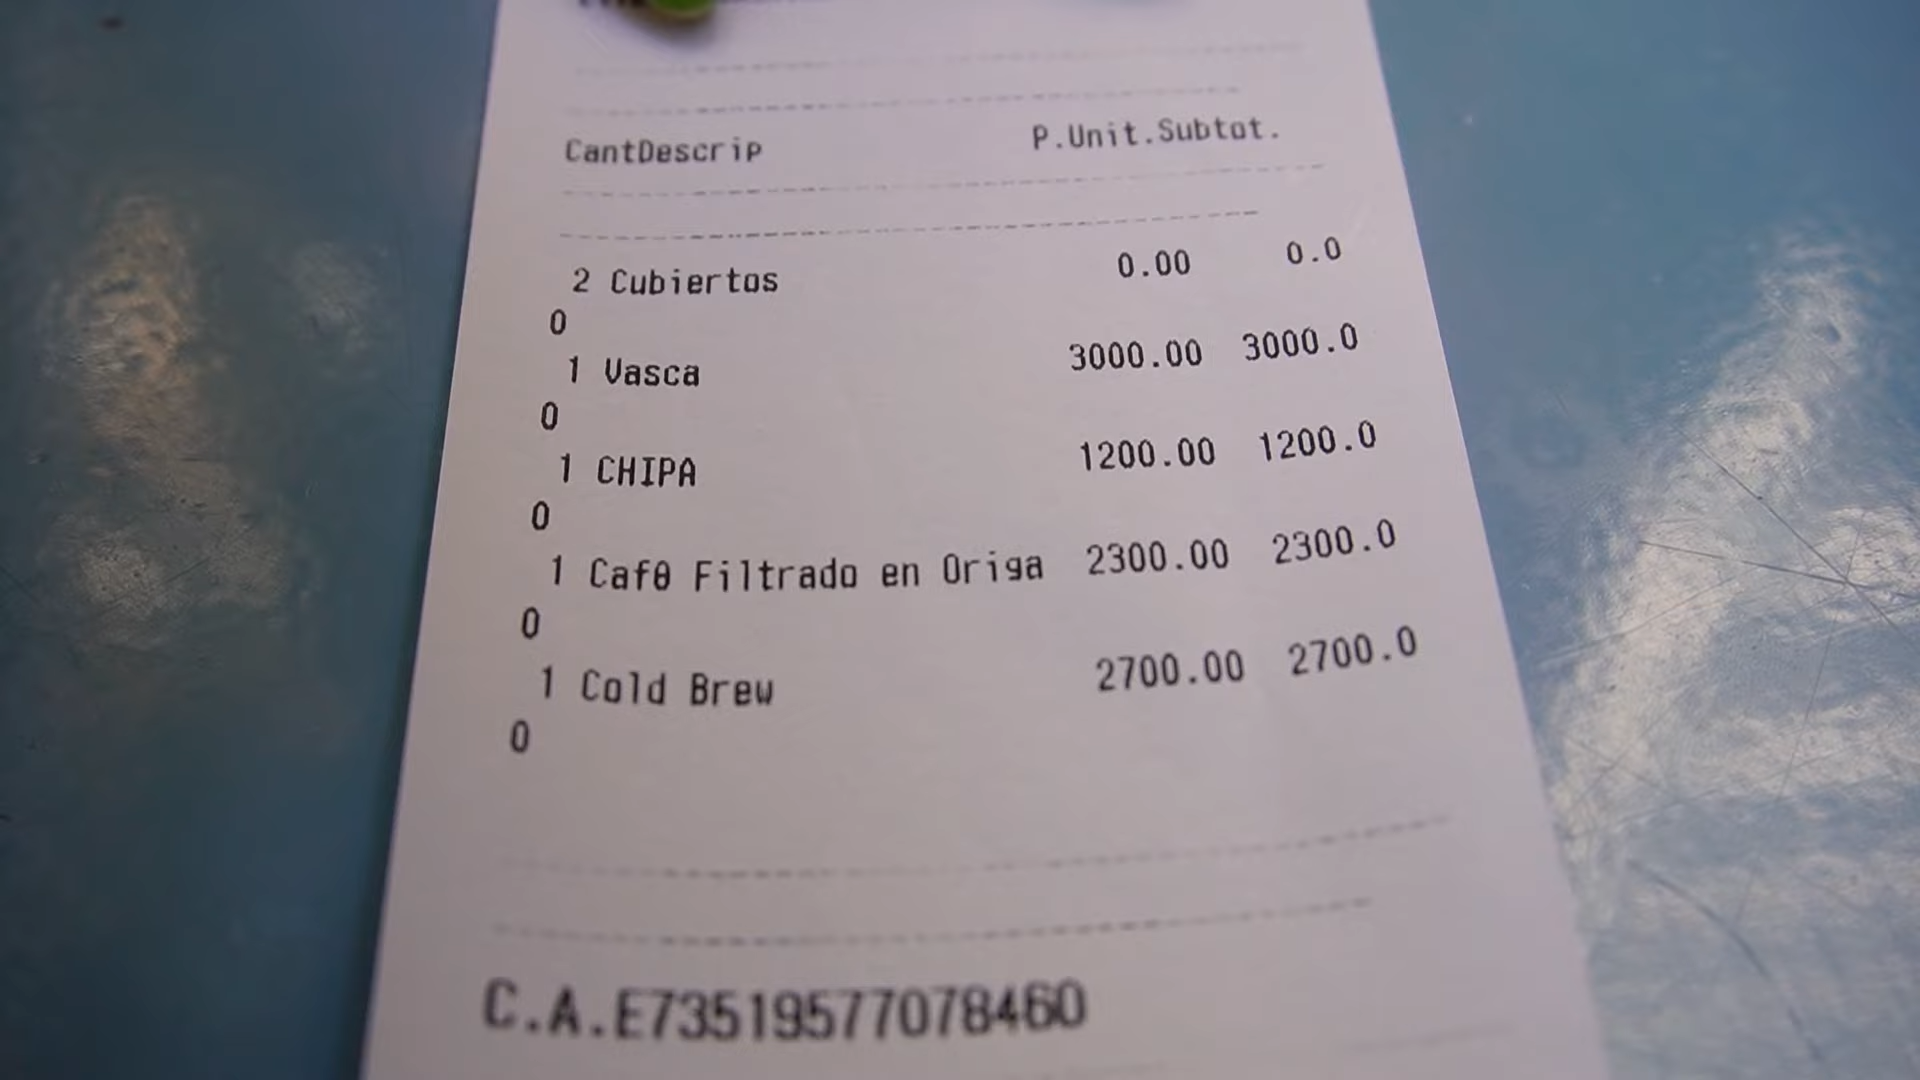 CantDescrip P.Unit.Subtot.
2 Cubiertos 0.00 0.0
0
1 Vasca 3000.00 3000.0
0
1 CHIPA 1200.00 1200.0
0
1 Cafθ Filtrado en Origa 2300.00 2300.0
0
1 Cold Brew 2700.00 2700.0
0
C.A.E73519577078460